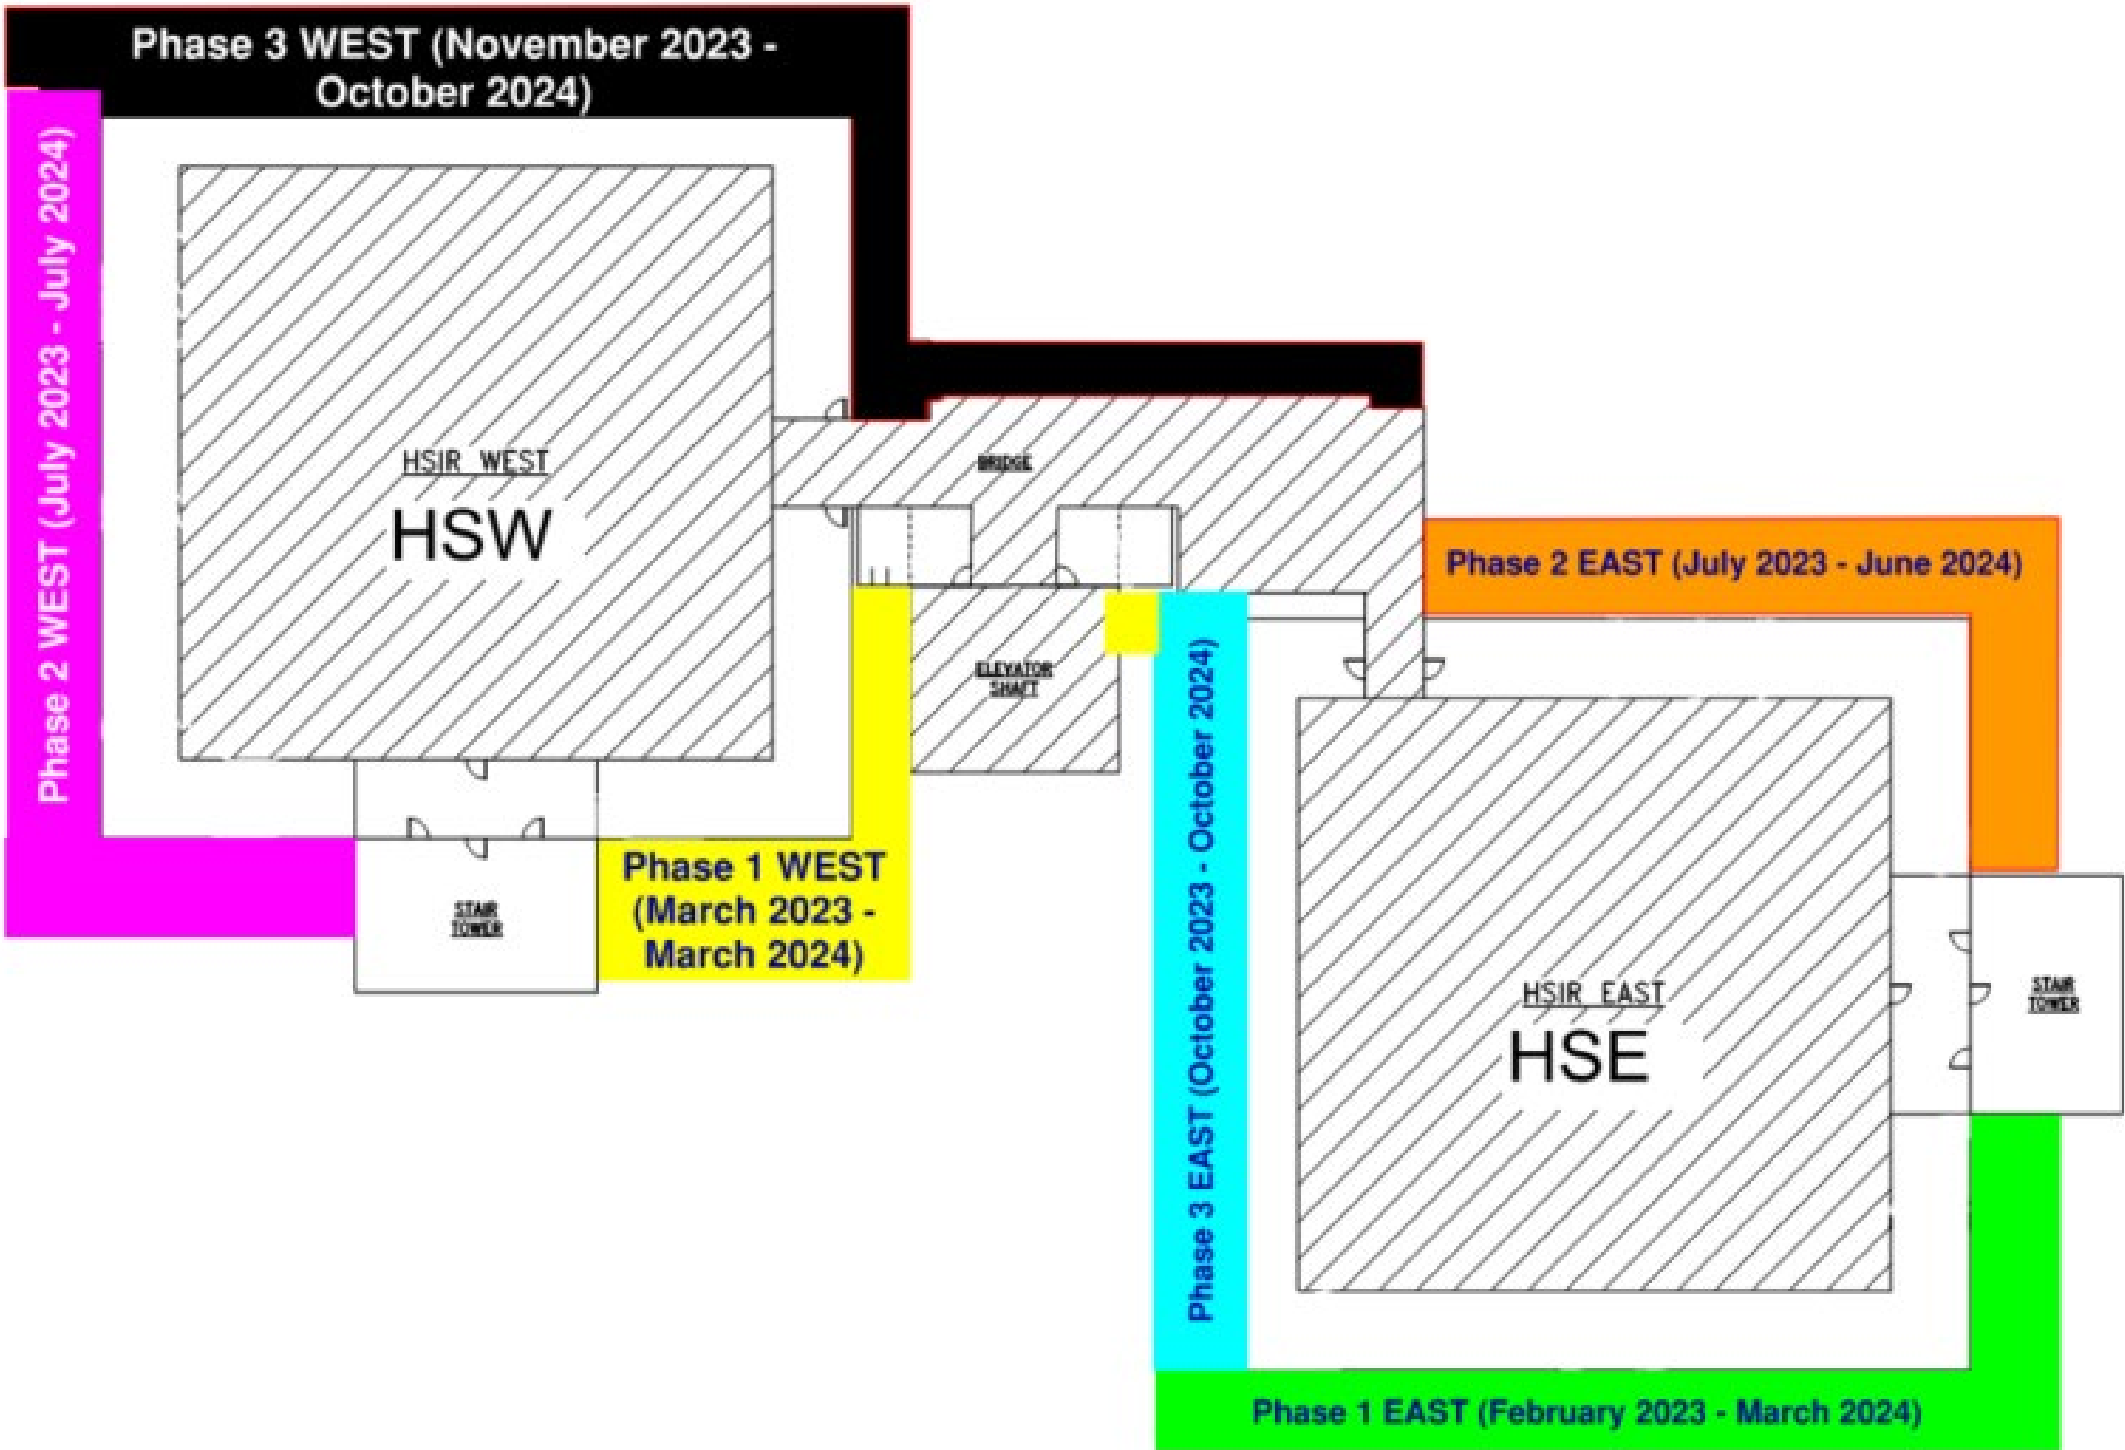 Phase 3 WEST (November 2023 -
October 2024)
Phase 2 WEST (July 2023 - July 2024)
HSIR WEST
HSW
BRIDGE
Phase 2 EAST (July 2023 - June 2024)
ELEVATOR
SHAFT
Phase 1 WEST
(March 2023 -
March 2024)
STAIR
TOWER
Phase 3 EAST (October 2023 - October 2024)
HSIR EAST
HSE
STAIR
TOWER
Phase 1 EAST (February 2023 - March 2024)